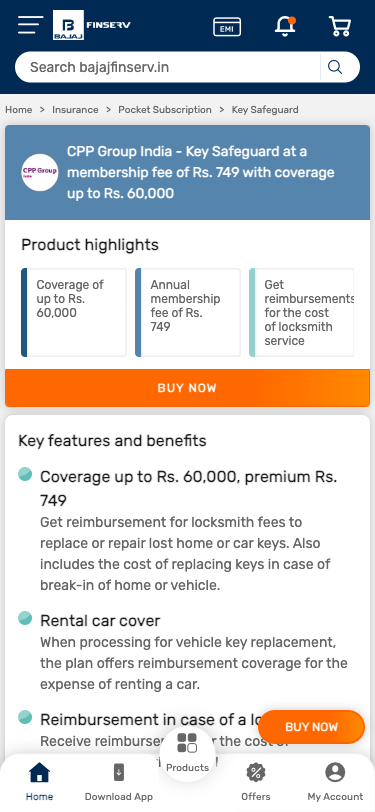 B
BAJAJ
FINSERV
EMI
Search bajajfinserv.in
Home > Insurance > Pocket Subscription > Key Safeguard
CPP Group
India
CPP Group India - Key Safeguard at a
membership fee of Rs. 749 with coverage
up to Rs. 60,000
Product highlights
Coverage of
up to Rs.
60,000
Annual
membership
fee of Rs.
749
Get
reimbursements
for the cost
of locksmith
service
BUY NOW
Key features and benefits
Coverage up to Rs. 60,000, premium Rs.
749
Get reimbursement for locksmith fees to
replace or repair lost home or car keys. Also
includes the cost of replacing keys in case of
break-in of home or vehicle.
Rental car cover
When processing for vehicle key replacement,
the plan offers reimbursement coverage for the
expense of renting a car.
Reimbursement in case of a
BUY NOW
Receive the cost of
Home
Download App
Products
Offers
My Account